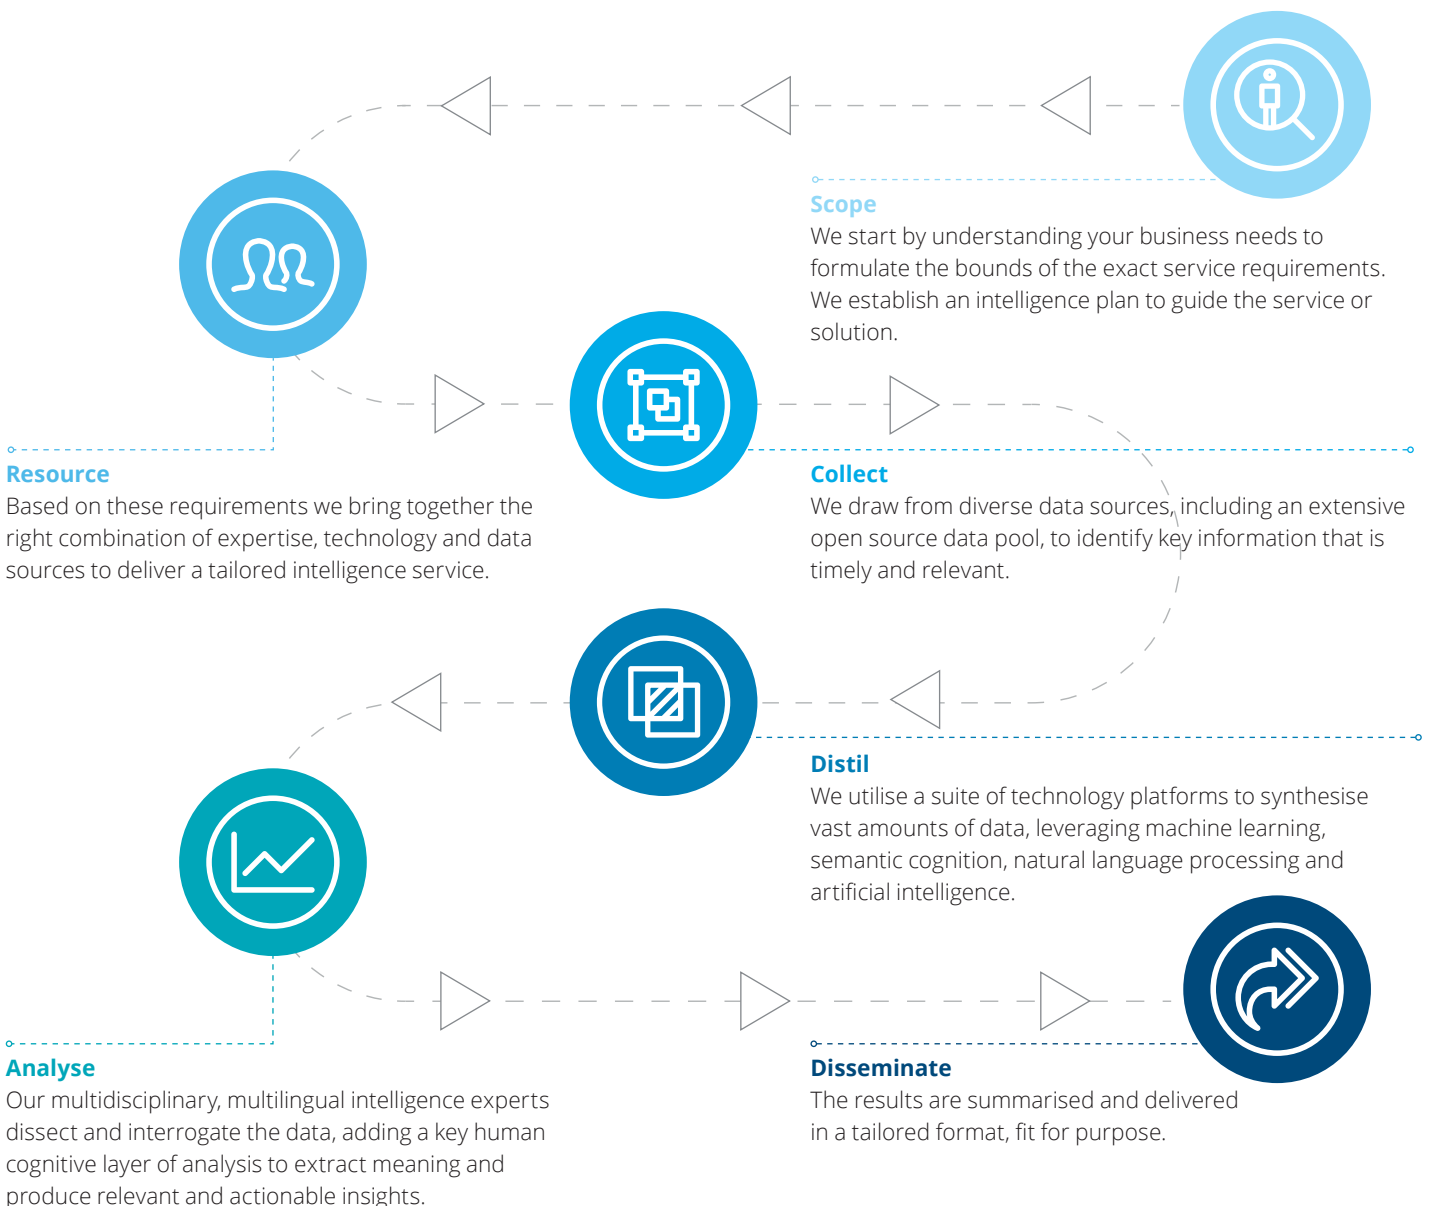 Scope
We start by understanding your business needs to
formulate the bounds of the exact service requirements.
We establish an intelligence plan to guide the service or
solution.
Resource
Based on these requirements we bring together the
right combination of expertise, technology and data
sources to deliver a tailored intelligence service.
Collect
We draw from diverse data sources, including an extensive
open source data pool, to identify key information that is
timely and relevant.
Distil
We utilise a suite of technology platforms to synthesise
vast amounts of data, leveraging machine learning,
semantic cognition, natural language processing and
artificial intelligence.
Analyse
Our multidisciplinary, multilingual intelligence experts
dissect and interrogate the data, adding a key human
cognitive layer of analysis to extract meaning and
produce relevant and actionable insights.
Disseminate
The results are summarised and delivered
in a tailored format, fit for purpose.